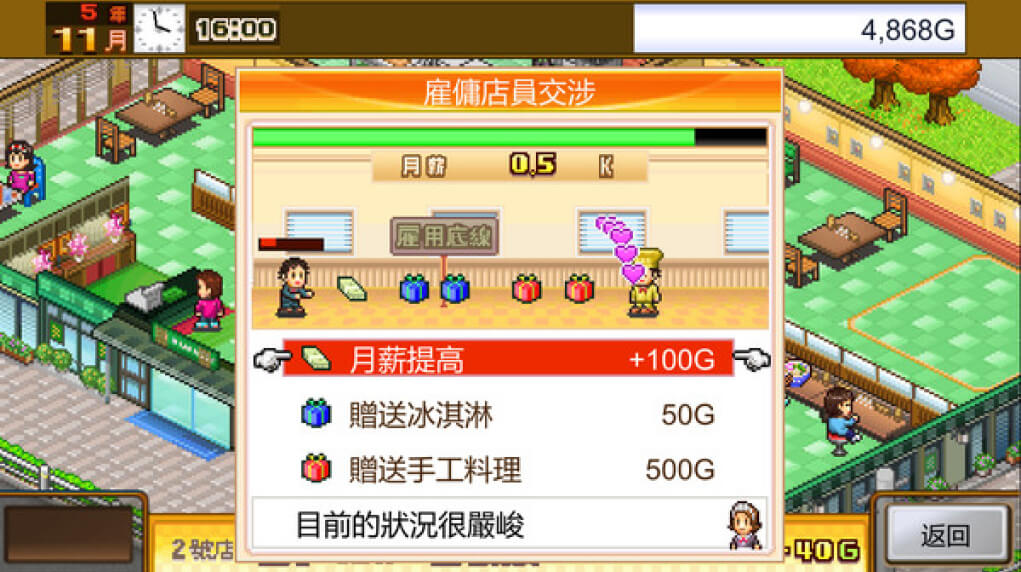 5年
11月
16:00
4,868G
雇傭店員交涉
月薪 0,5 K
雇用底線
月薪提高 +100G
贈送冰淇淋 50G
贈送手工料理 500G
目前的狀況很嚴峻
2號店
-40G
返回